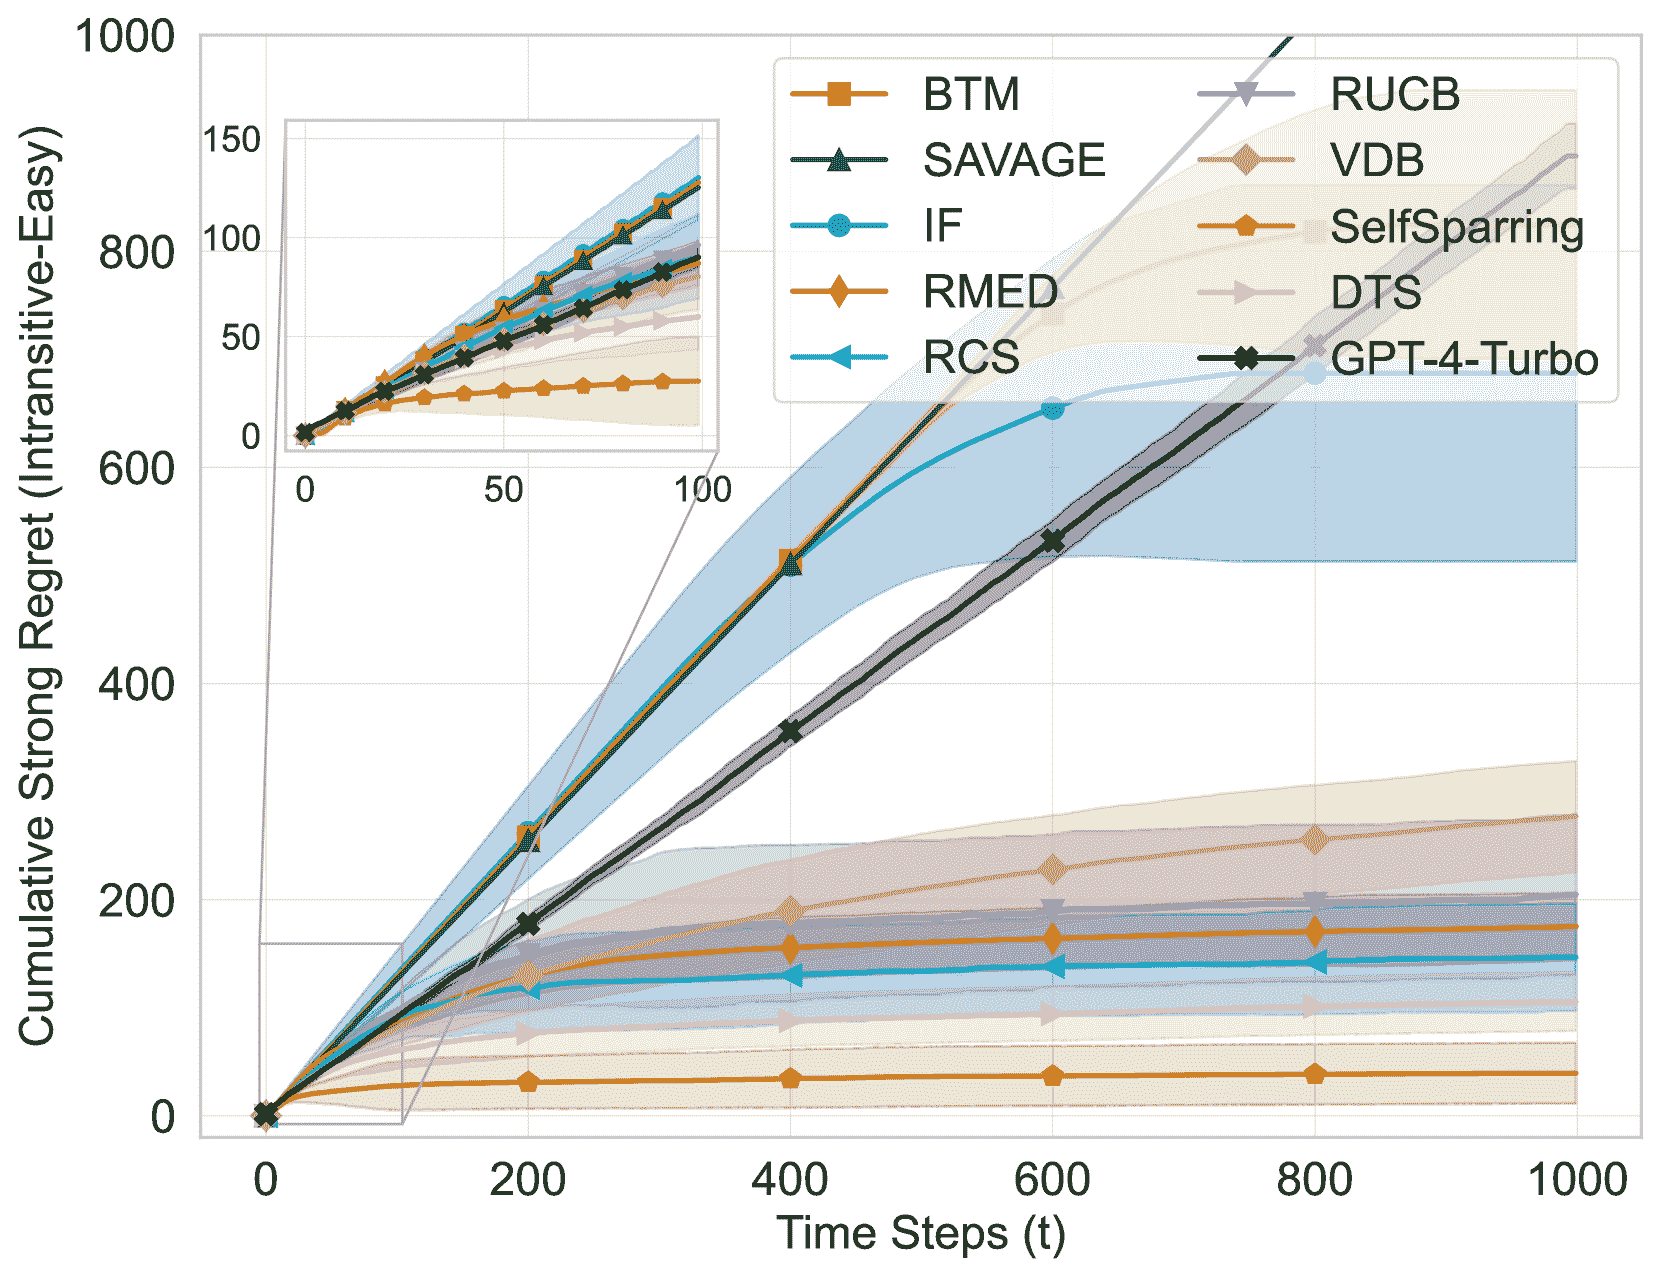 Cumulative Strong Regret (Intransitive-Easy)
1000
800
600
400
200
0
150
100
50
0
0 50 100
BTM
SAVAGE
IF
RMED
RCS
RUCB
VDB
SelfSparring
DTS
GPT-4-Turbo
0 200 400 600 800 1000
Time Steps (t)